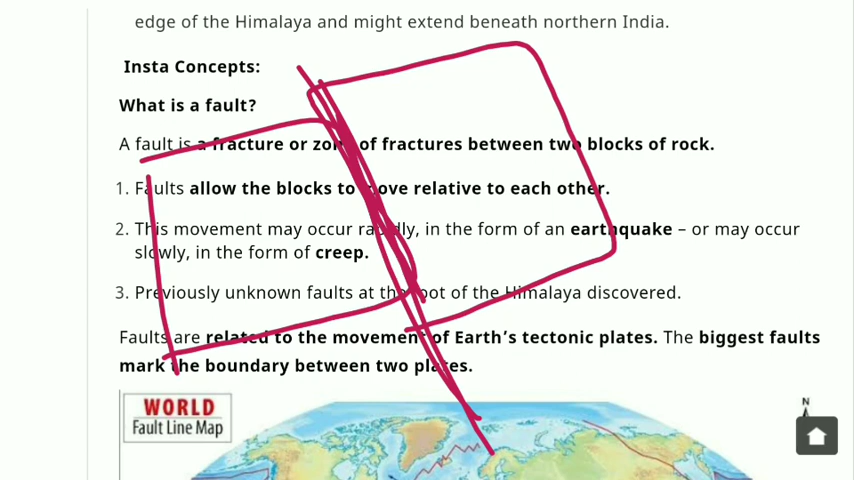 edge of the Himalaya and might extend beneath northern India.
Insta Concepts:
What is a fault?
A fault is a fracture or zone of fractures between two blocks of rock.
1. Faults allow the blocks to move relative to each other.
2. This movement may occur rapidly, in the form of an earthquake – or may occur
slowly, in the form of creep.
3. Previously unknown faults at the foot of the Himalaya discovered.
Faults are related to the movement of Earth's tectonic plates. The biggest faults
mark the boundary between two plates.
WORLD
Fault Line Map
N